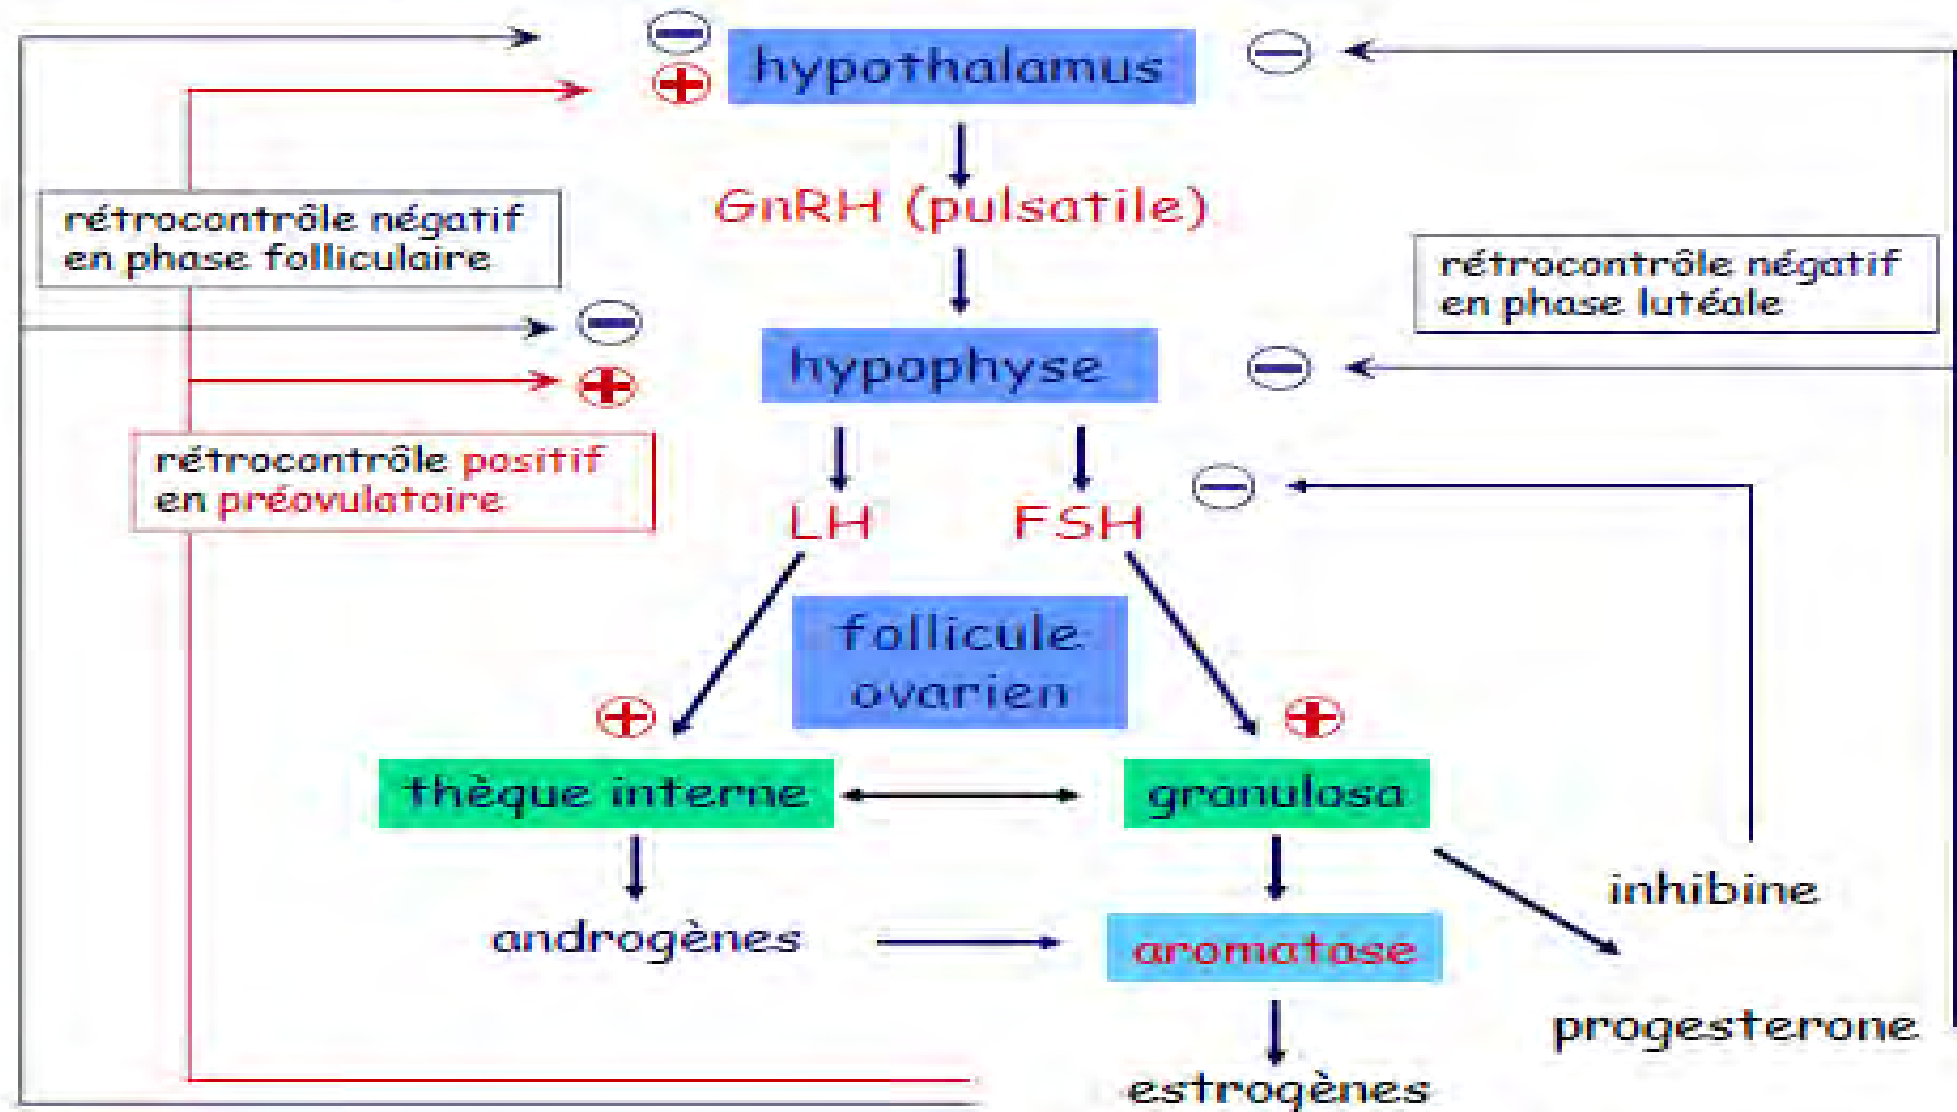 hypothalamus
GnRH (pulsatile)
rétrocontrôle négatif
en phase folliculaire
rétrocontrôle négatif
en phase lutéale
hypophyse
rétrocontrôle positif
en préovulatoire
LH
FSH
follicule
ovarien
thèque interne
granulosa
inhibine
androgènes
aromatase
progesterone
estrogènes